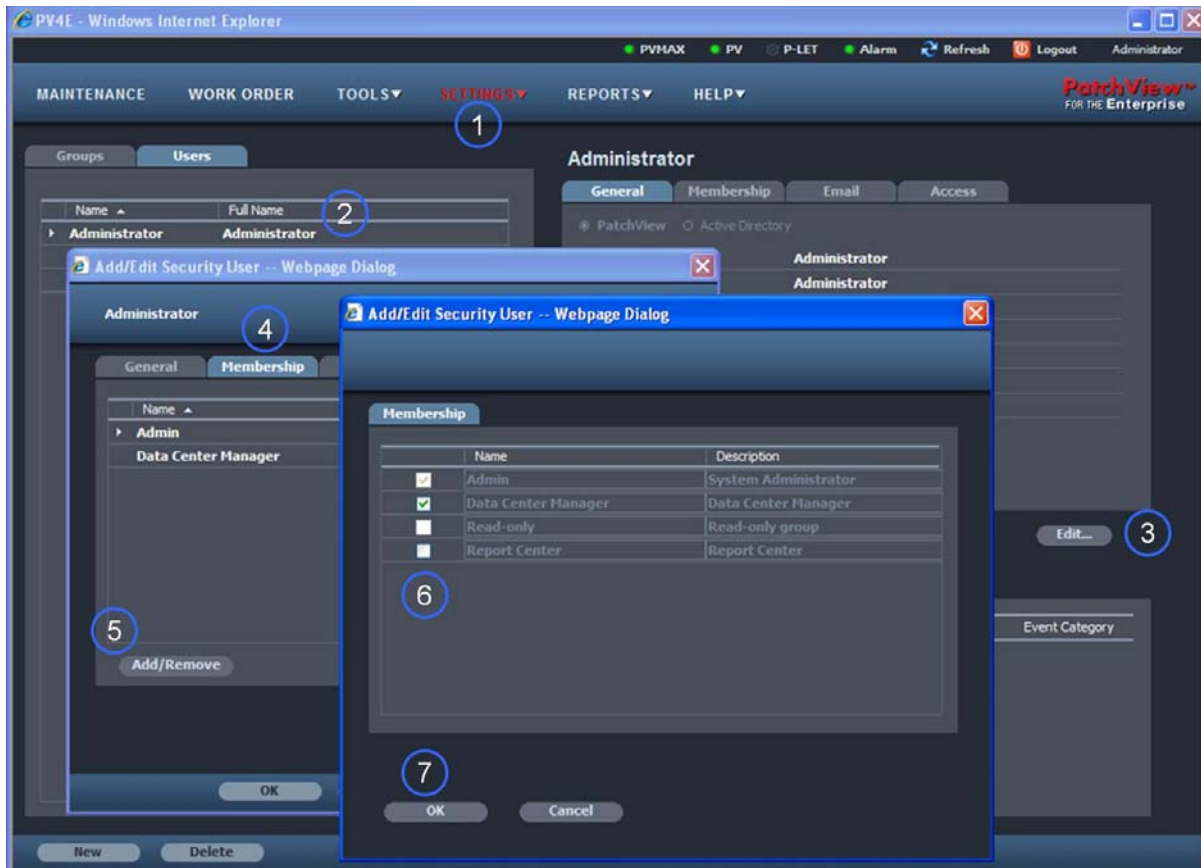 PV4E - Windows Internet Explorer
PVMAX PV P-LET Alarm Refresh Logout Administrator
MAINTENANCE WORK ORDER TOOLS▼ SETTINGS▼ REPORTS▼ HELP▼
PatchView™
FOR THE Enterprise
1
Groups Users
Name Full Name
2
Administrator Administrator
Administrator
General Membership Email Access
PatchView Active Directory
Administrator
Administrator
Edit...
3
Event Category
Add/Edit Security User -- Webpage Dialog
Administrator
4
General Membership
Name
Admin
Data Center Manager
5
Add/Remove
OK
Add/Edit Security User -- Webpage Dialog
Membership
Name Description
Admin System Administrator
Data Center Manager Data Center Manager
Read-only Read-only group
Report Center Report Center
6
7
OK Cancel
New Delete